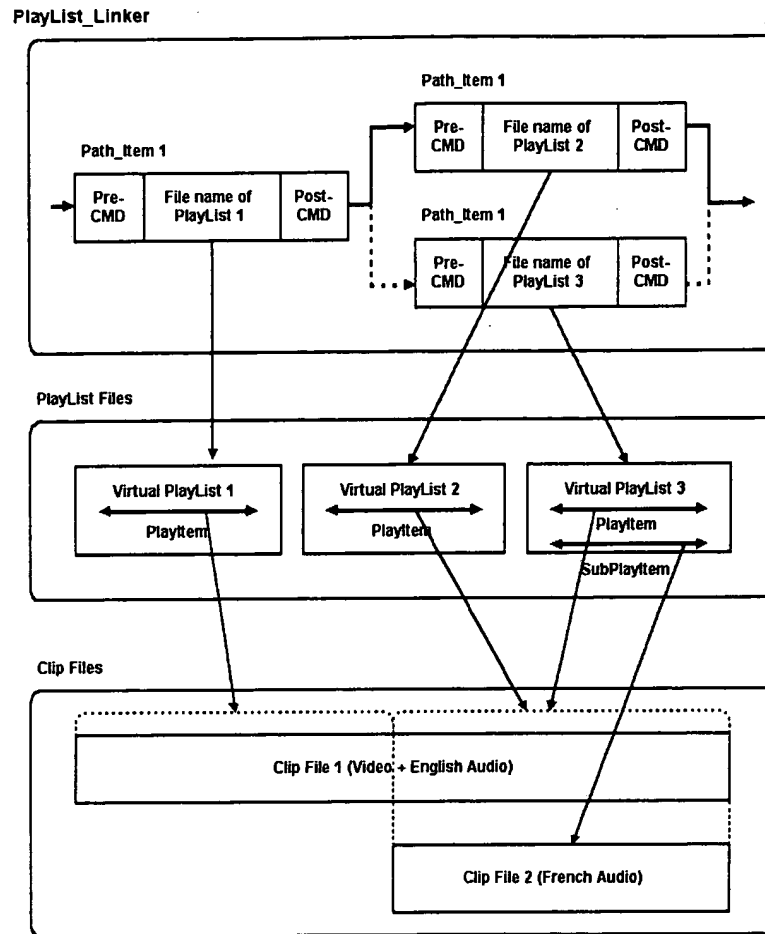 PlayList_Linker
Path_Item 1
Pre-
CMD
File name of
PlayList 2
Post-
CMD
Path_Item 1
Pre-
CMD
File name of
PlayList 1
Post-
CMD
Path_Item 1
Pre-
CMD
File name of
PlayList 3
Post-
CMD
PlayList Files
Virtual PlayList 1
PlayItem
Virtual PlayList 2
PlayItem
Virtual PlayList 3
PlayItem
SubPlayItem
Clip Files
Clip File 1 (Video + English Audio)
Clip File 2 (French Audio)